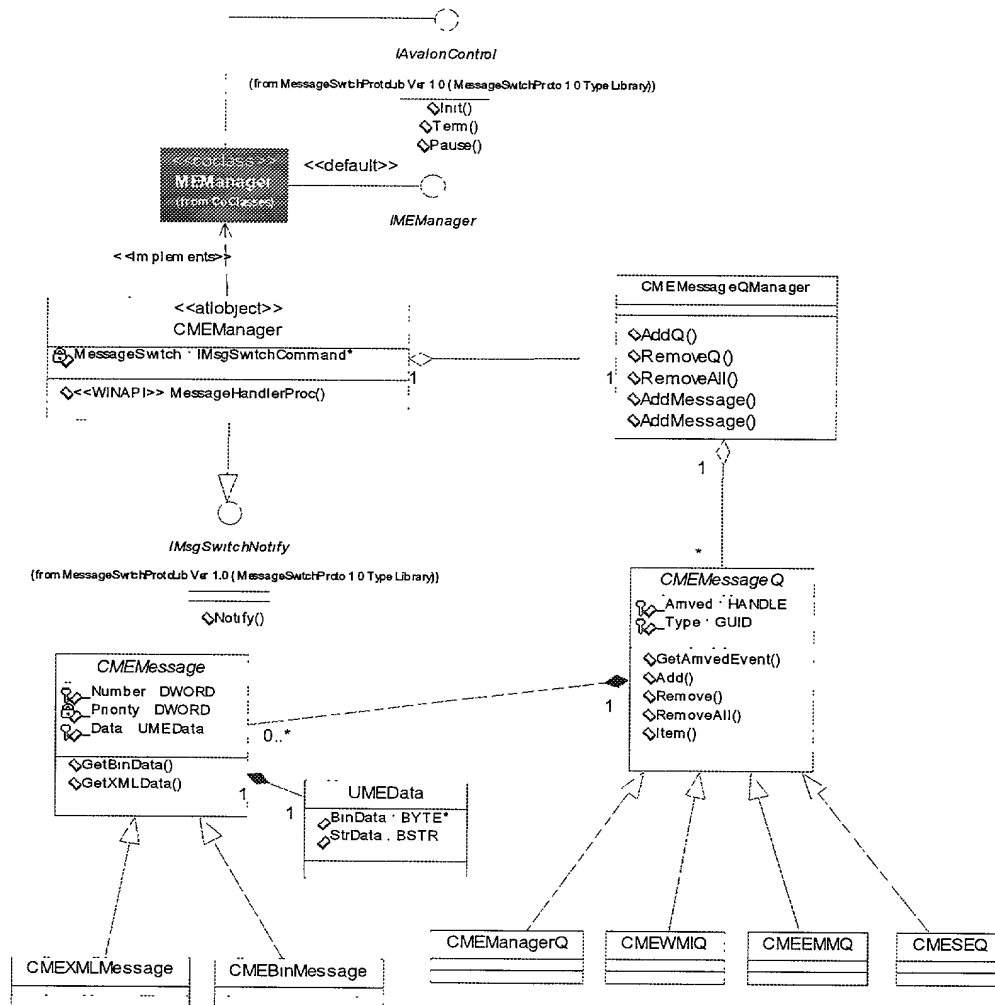 IAvalonControl
(from MessageSwtchProtoLib Ver 1 0 ( MessageSwtchProto 1 0 Type Library))
Init()
Term()
Pause()
<<coclass>>
MEManager
(from CoClasses)
<<default>>
IMEManager
<<Implements>>
<<atlobject>>
CMEManager
MessageSwitch : IMsgSwitchCommand*
<<WINAPI>> MessageHandlerProc()
1
1
CMEMessageQManager
AddQ()
RemoveQ()
RemoveAll()
AddMessage()
AddMessage()
1
*
IMsgSwitchNotify
(from MessageSwtchProtoLib Ver 1.0 ( MessageSwtchProto 1 0 Type Library))
Notify()
CMEMessageQ
_Arrived : HANDLE
_Type : GUID
GetArrivedEvent()
Add()
Remove()
RemoveAll()
Item()
1
0..*
CMEMessage
_Number DWORD
_Priority DWORD
_Data UMEData
GetBinData()
GetXMLData()
1
1
UMEData
BinData : BYTE*
StrData . BSTR
CMEManagerQ
CMEWMIQ
CMEEMMQ
CMESEQ
CMEXMLMessage
CMEBinMessage